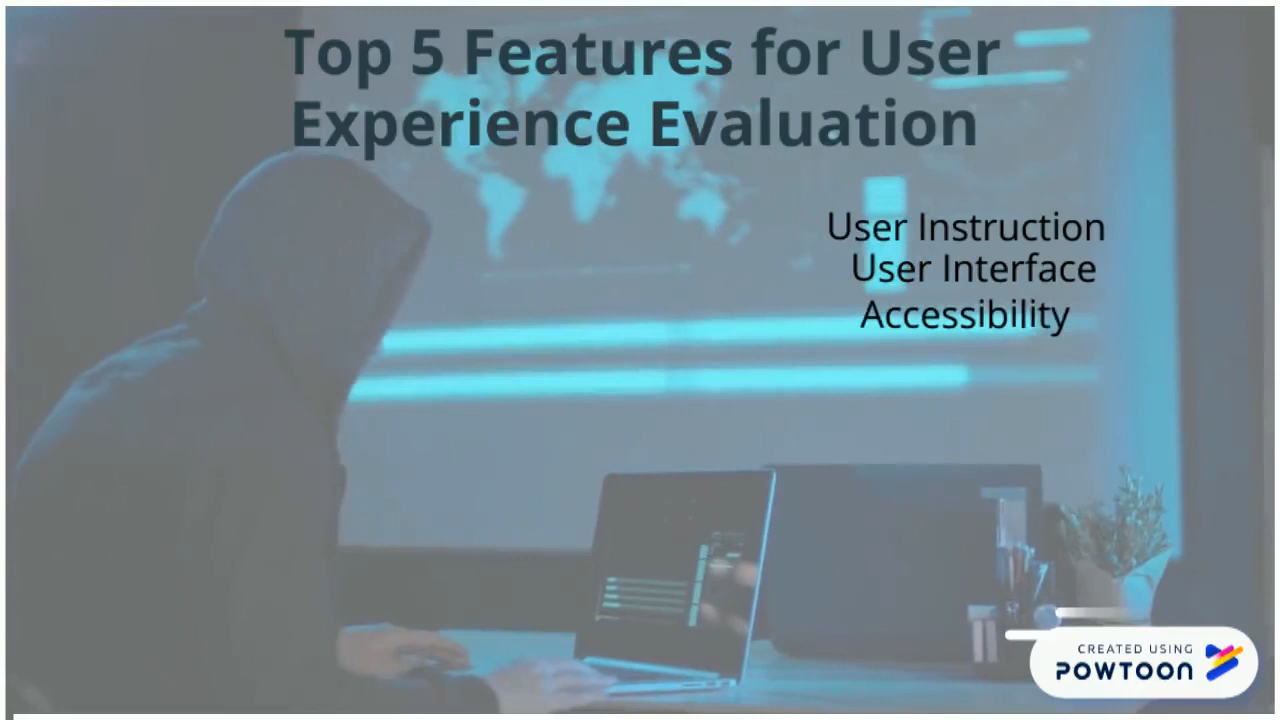 Top 5 Features for User
Experience Evaluation
User Instruction
User Interface
Accessibility
CREATED USING
POWTOON